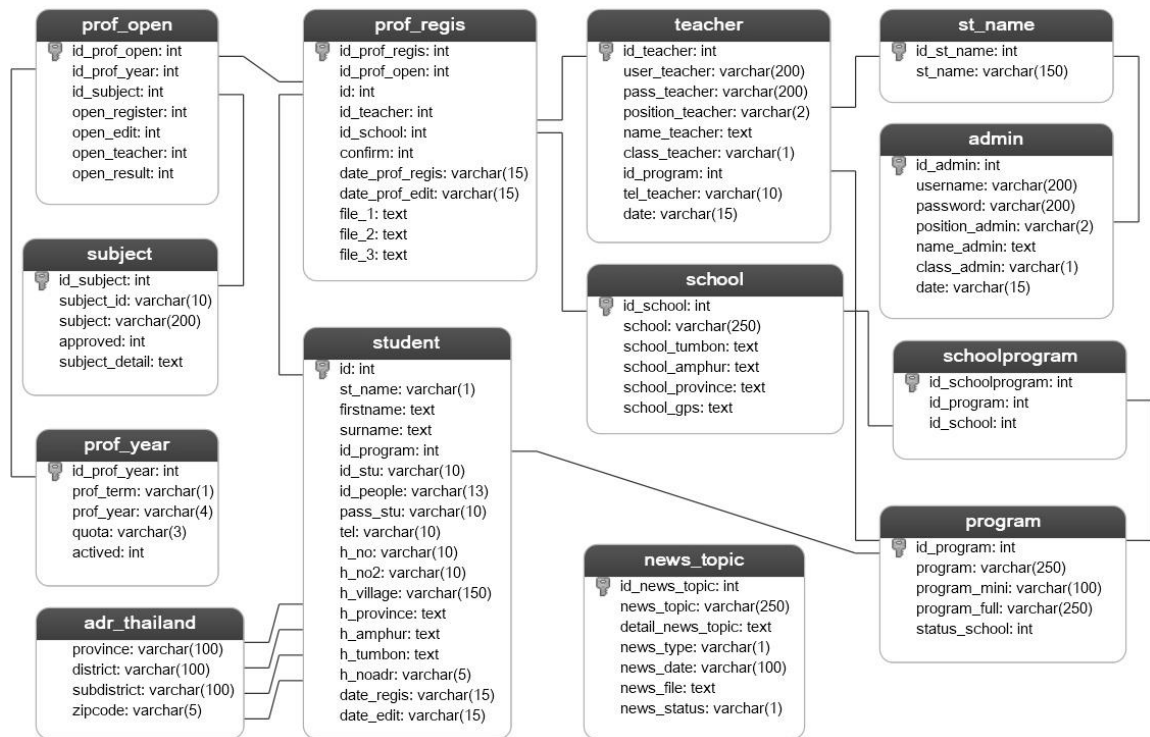 prof_open
id_prof_open: int
id_prof_year: int
id_subject: int
open_register: int
open_edit: int
open_teacher: int
open_result: int
subject
id_subject: int
subject_id: varchar(10)
subject: varchar(200)
approved: int
subject_detail: text
prof_year
id_prof_year: int
prof_term: varchar(1)
prof_year: varchar(4)
quota: varchar(3)
actived: int
adr_thailand
province: varchar(100)
district: varchar(100)
subdistrict: varchar(100)
zipcode: varchar(5)
prof_regis
id_prof_regis: int
id_prof_open: int
id: int
id_teacher: int
id_school: int
confirm: int
date_prof_regis: varchar(15)
date_prof_edit: varchar(15)
file_1: text
file_2: text
file_3: text
student
id: int
st_name: varchar(1)
firstname: text
surname: text
id_program: int
id_stu: varchar(10)
id_people: varchar(13)
pass_stu: varchar(10)
tel: varchar(10)
h_no: varchar(10)
h_no2: varchar(10)
h_village: varchar(150)
h_province: text
h_amphur: text
h_tumbon: text
h_noadr: varchar(5)
date_regis: varchar(15)
date_edit: varchar(15)
teacher
id_teacher: int
user_teacher: varchar(200)
pass_teacher: varchar(200)
position_teacher: varchar(2)
name_teacher: text
class_teacher: varchar(1)
id_program: int
tel_teacher: varchar(10)
date: varchar(15)
school
id_school: int
school: varchar(250)
school_tumbon: text
school_amphur: text
school_province: text
school_gps: text
news_topic
id_news_topic: int
news_topic: varchar(250)
detail_news_topic: text
news_type: varchar(1)
news_date: varchar(100)
news_file: text
news_status: varchar(1)
st_name
id_st_name: int
st_name: varchar(150)
admin
id_admin: int
username: varchar(200)
password: varchar(200)
position_admin: varchar(2)
name_admin: text
class_admin: varchar(1)
date: varchar(15)
schoolprogram
id_schoolprogram: int
id_program: int
id_school: int
program
id_program: int
program: varchar(250)
program_mini: varchar(100)
program_full: varchar(250)
status_school: int